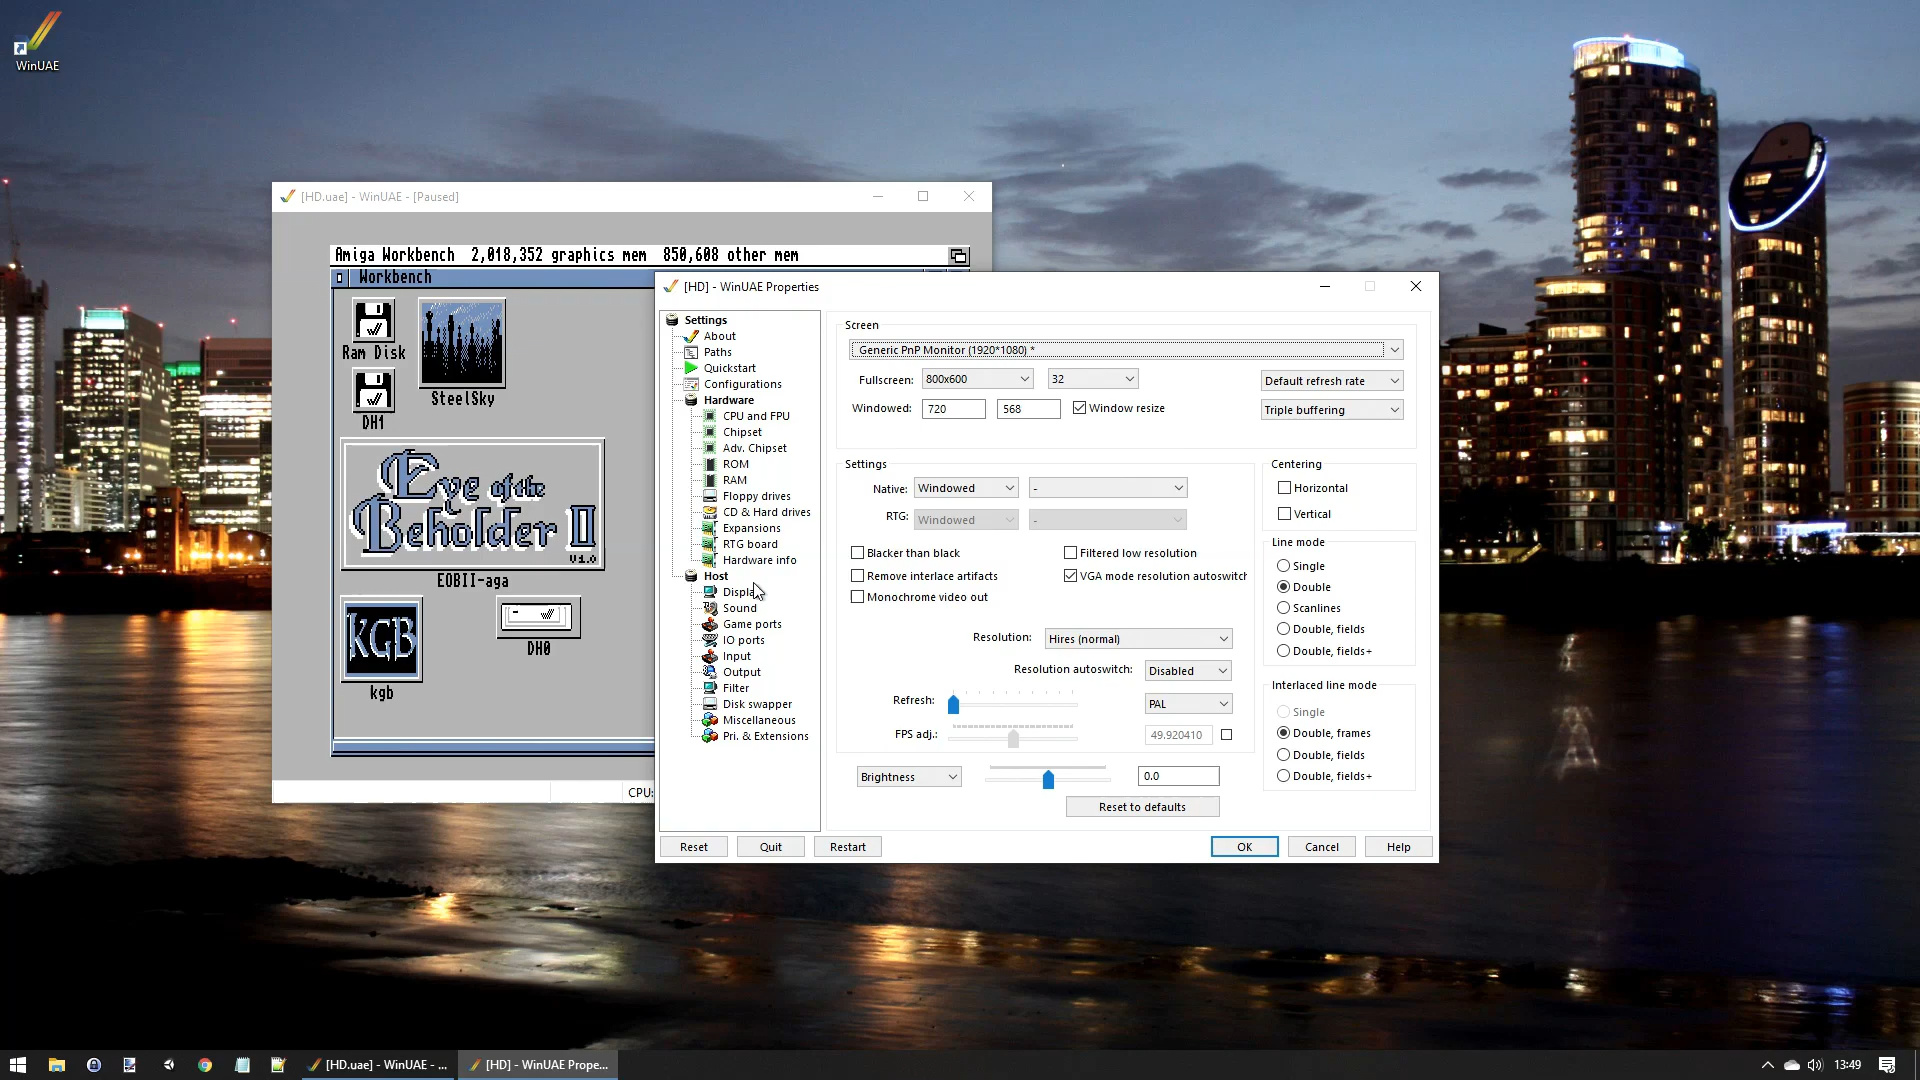 WinUAE
[HD.uae] - WinUAE - [Paused]
Amiga Workbench 2,018,352 graphics mem 850,608 other mem
Workbench
Ram Disk
SteelSky
DH1
Eye of the
Beholder II
V1.0
EOBII-aga
KGB
kgb
DH0
CPU:
[HD] - WinUAE Properties
Settings
About
Paths
Quickstart
Configurations
Hardware
CPU and FPU
Chipset
Adv. Chipset
ROM
RAM
Floppy drives
CD & Hard drives
Expansions
RTG board
Hardware info
Host
Display
Sound
Game ports
IO ports
Input
Output
Filter
Disk swapper
Miscellaneous
Pri. & Extensions
Screen
Generic PnP Monitor (1920*1080) *
Fullscreen: 800x600 32 Default refresh rate
Windowed: 720 568 Window resize Triple buffering
Settings
Native: Windowed -
RTG: Windowed -
Blacker than black Filtered low resolution
Remove interlace artifacts VGA mode resolution autoswitch
Monochrome video out
Resolution: Hires (normal)
Resolution autoswitch: Disabled
Refresh: PAL
FPS adj.: 49.920410
Brightness 0.0
Reset to defaults
Centering
Horizontal
Vertical
Line mode
Single
Double
Scanlines
Double, fields
Double, fields+
Interlaced line mode
Single
Double, frames
Double, fields
Double, fields+
Reset Quit Restart OK Cancel Help
[HD.uae] - WinUAE - ... [HD] - WinUAE Prope... 13:49